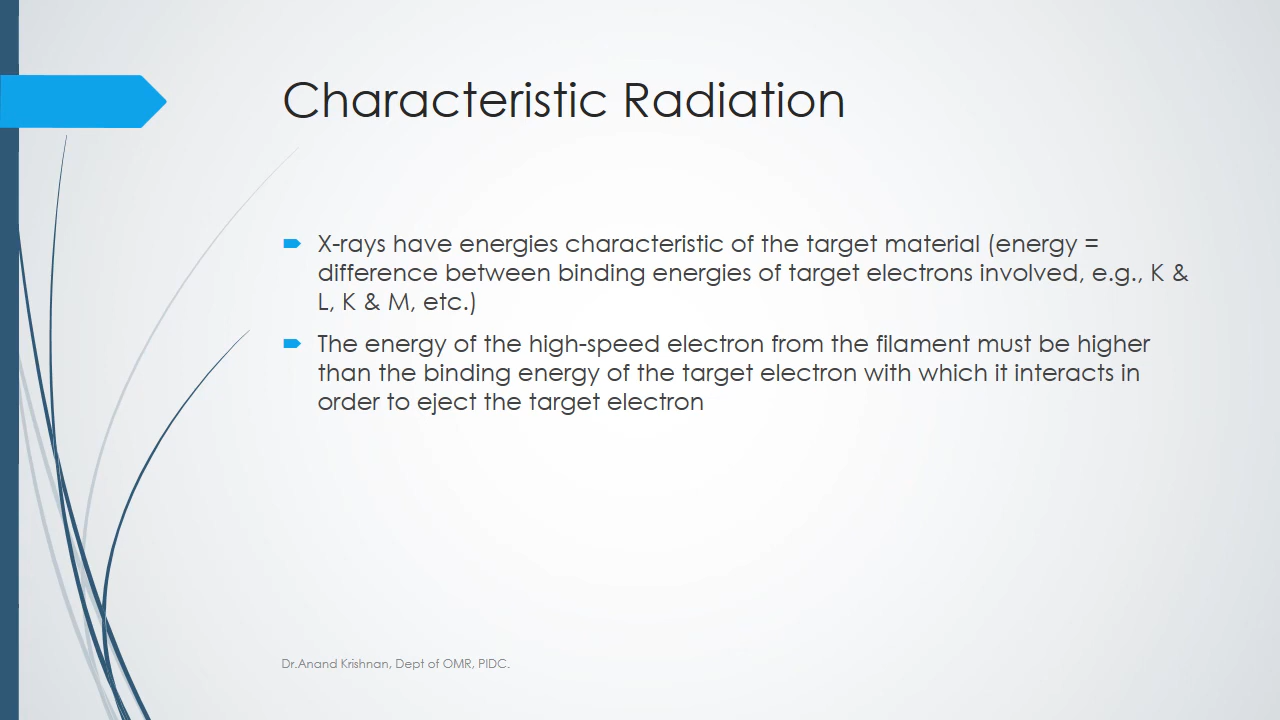 Characteristic Radiation
X-rays have energies characteristic of the target material (energy =
difference between binding energies of target electrons involved, e.g., K &
L, K & M, etc.)
The energy of the high-speed electron from the filament must be higher
than the binding energy of the target electron with which it interacts in
order to eject the target electron
Dr.Anand Krishnan, Dept of OMR, PIDC.